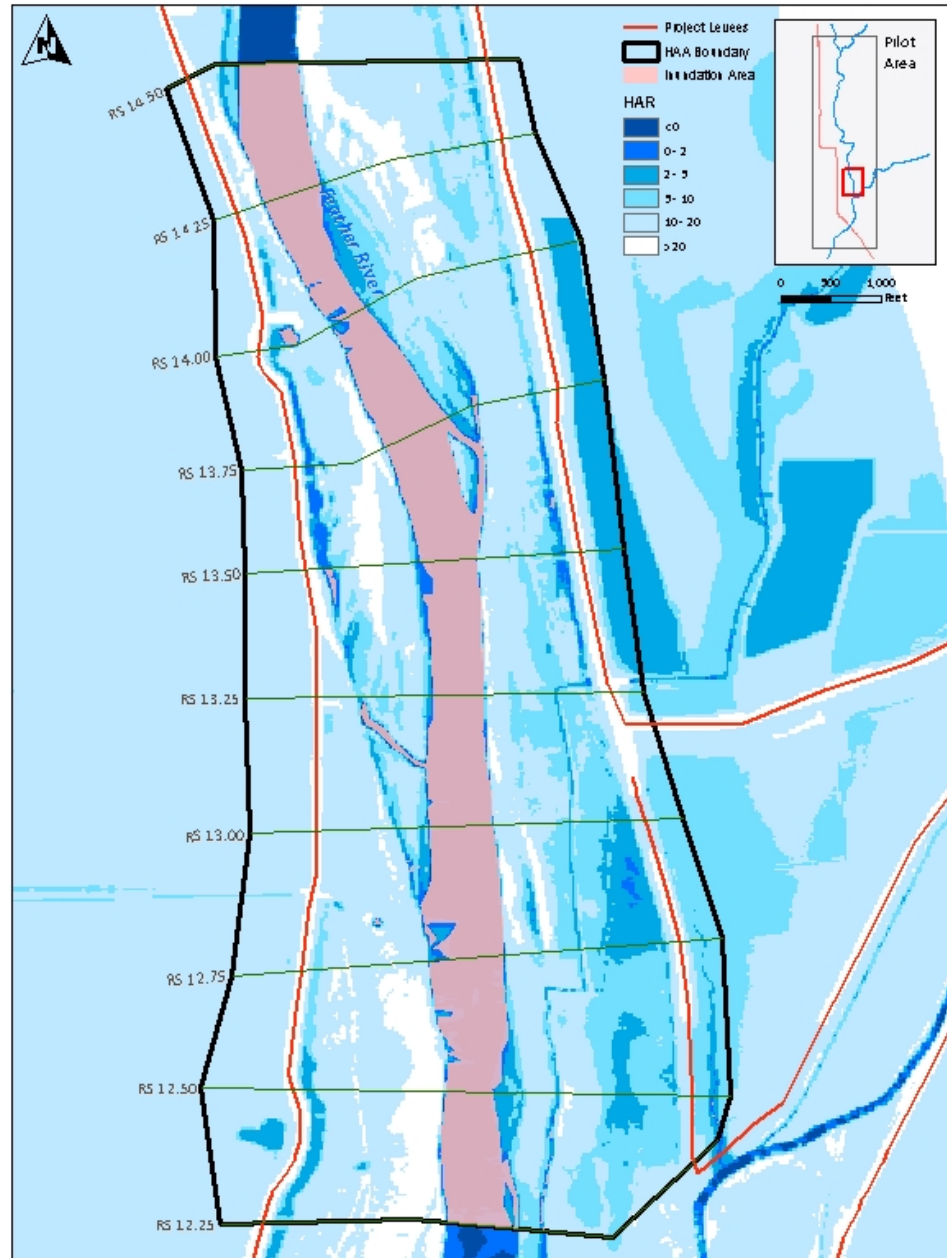 N
Project Levees
HAA Boundary
Inundation Area
HAR
<0
0-2
2-5
5-10
10-20
>20
Pilot
Area
0 500 1,000
Feet
Feather River
RS 14.50
RS 14.25
RS 14.00
RS 13.75
RS 13.50
RS 13.25
RS 13.00
RS 12.75
RS 12.50
RS 12.25